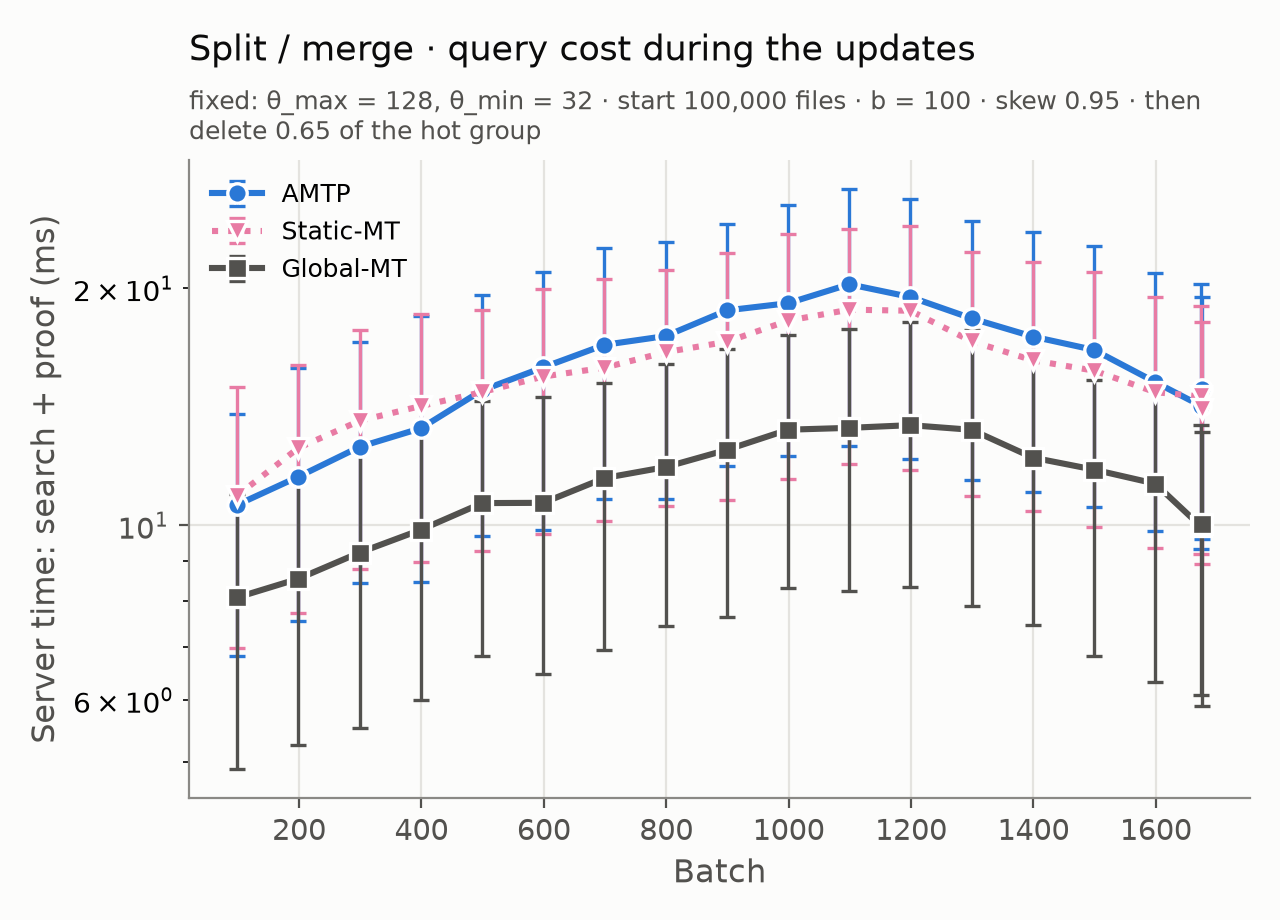 Split / merge · query cost during the updates
fixed: θ_max = 128, θ_min = 32 · start 100,000 files · b = 100 · skew 0.95 · then
delete 0.65 of the hot group
AMTP
Static-MT
Global-MT
Server time: search + proof (ms)
2 × 10¹
10¹
6 × 10⁰
200 400 600 800 1000 1200 1400 1600
Batch